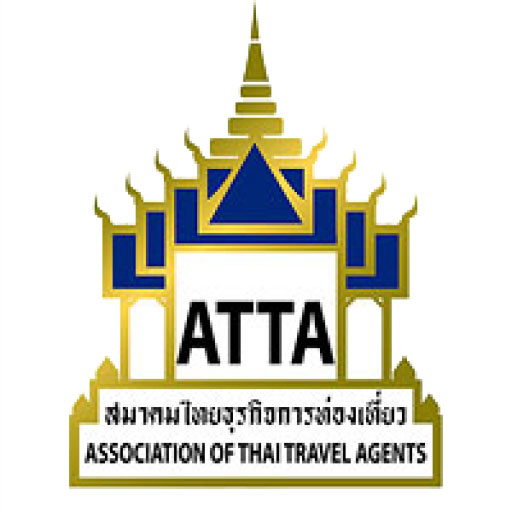 ATTA
สมาคมไทยธุรกิจการท่องเที่ยว
ASSOCIATION OF THAI TRAVEL AGENTS